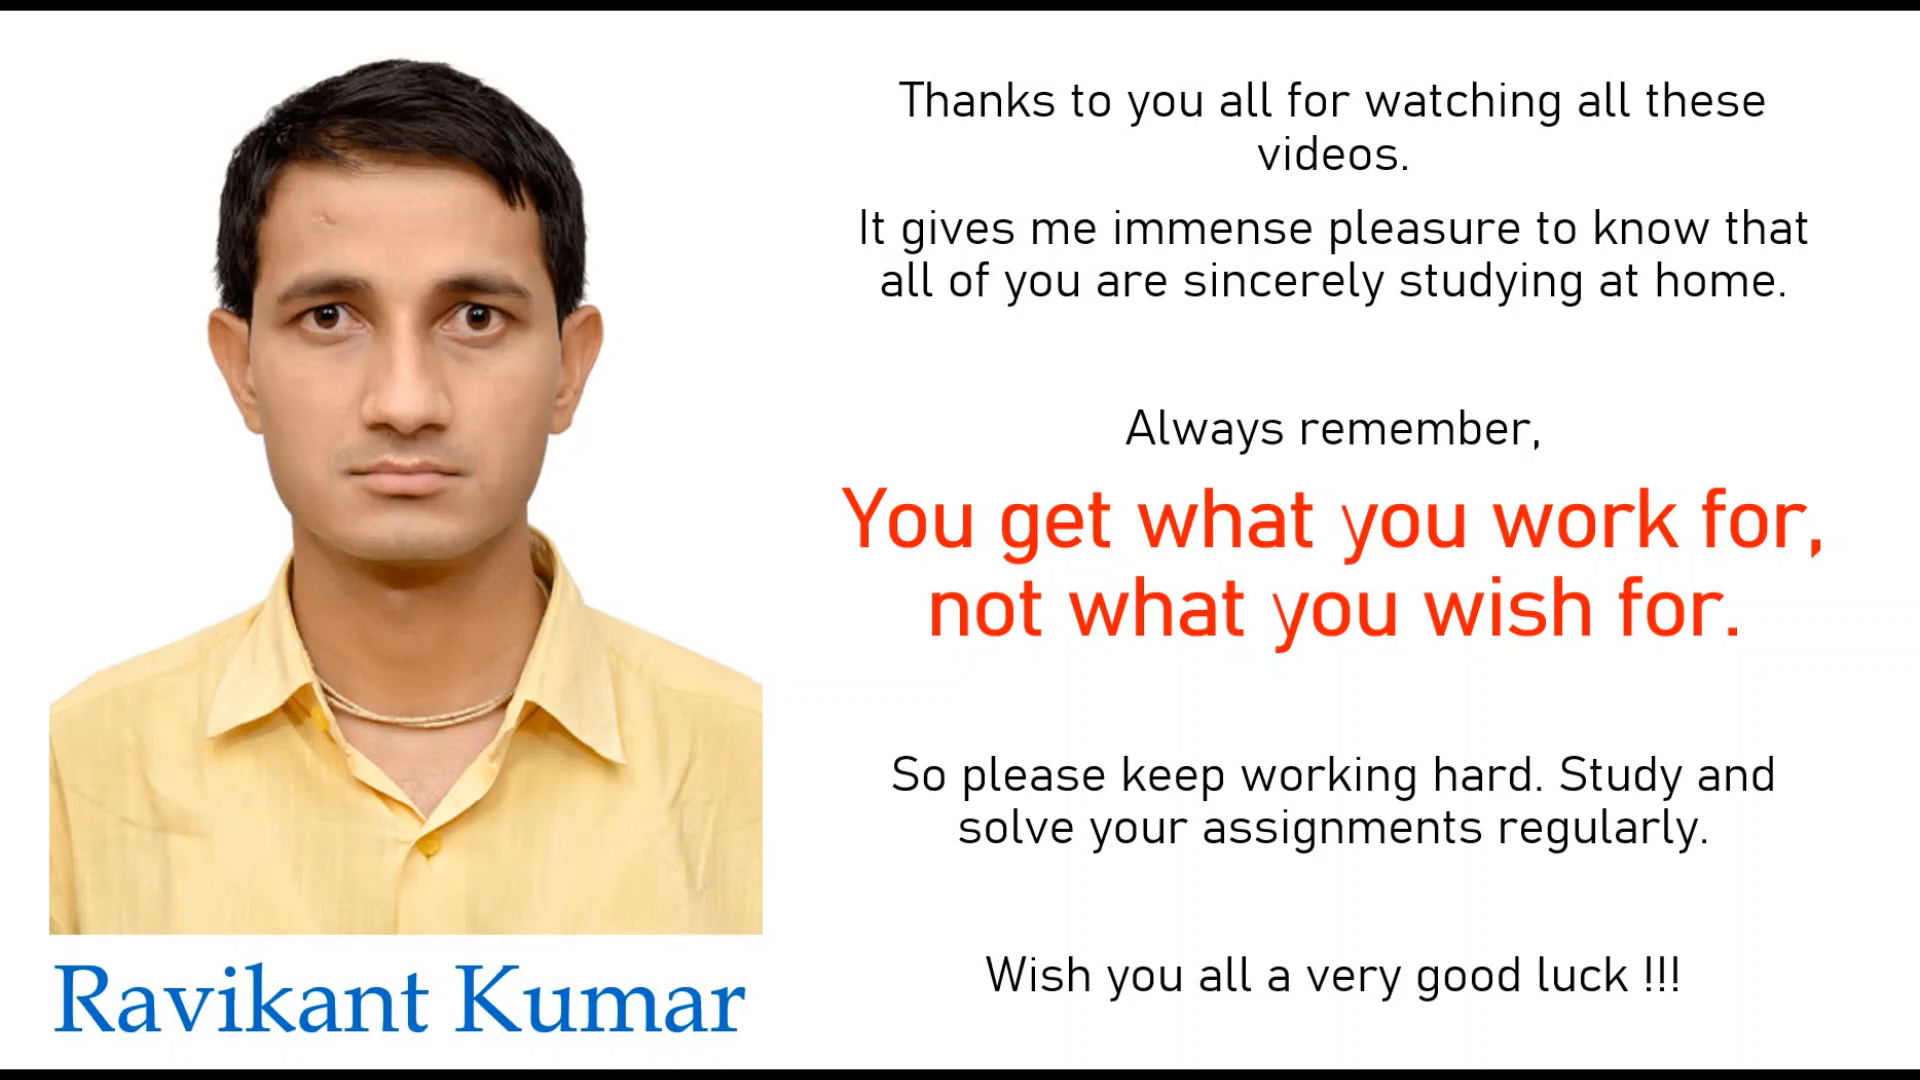 Thanks to you all for watching all these
videos.
It gives me immense pleasure to know that
all of you are sincerely studying at home.
Always remember,
You get what you work for,
not what you wish for.
So please keep working hard. Study and
solve your assignments regularly.
Wish you all a very good luck !!!
Ravikant Kumar